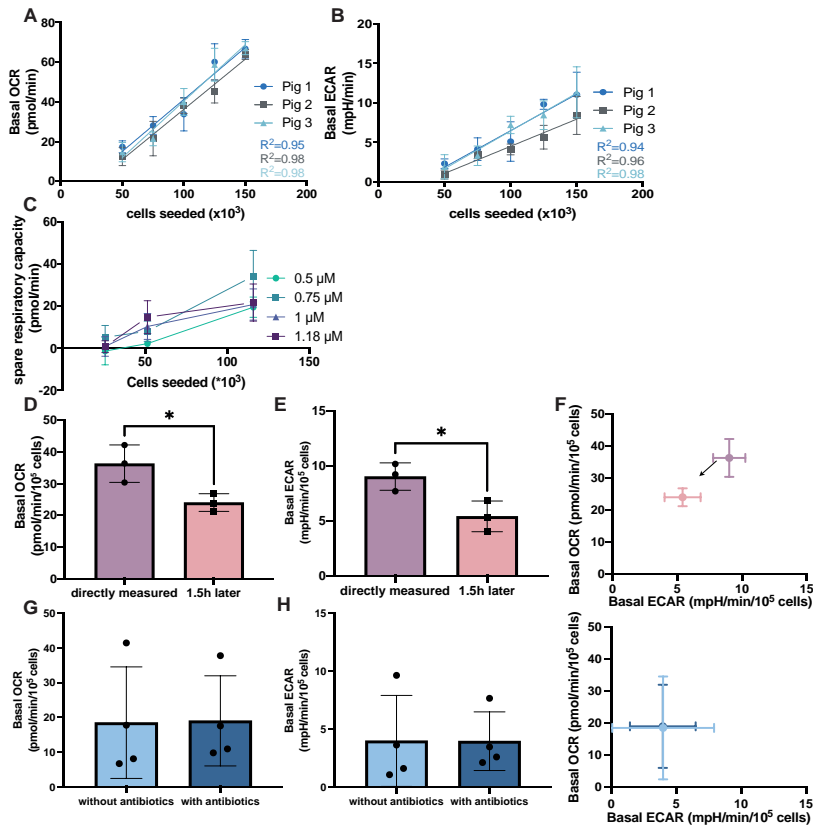 A
Basal OCR
(pmol/min)
80
60
40
20
0
0
50
100
150
200
cells seeded (x10³)
Pig 1
Pig 2
Pig 3
R²=0.95
R²=0.98
R²=0.98
B
Basal ECAR
(mpH/min)
20
15
10
5
0
0
50
100
150
200
cells seeded (x10³)
Pig 1
Pig 2
Pig 3
R²=0.94
R²=0.96
R²=0.98
C
spare respiratory capacity
(pmol/min)
60
40
20
0
-20
50
100
150
Cells seeded (*10³)
0.5 µM
0.75 µM
1 µM
1.18 µM
D
Basal OCR
(pmol/min/10⁵ cells)
50
40
30
20
10
0
*
directly measured
1.5h later
E
Basal ECAR
(mpH/min/10⁵ cells)
15
10
5
0
*
directly measured
1.5h later
F
Basal OCR (pmol/min/10⁵ cells)
50
40
30
20
10
0
0
5
10
15
Basal ECAR (mpH/min/10⁵ cells)
G
Basal OCR
(pmol/min/10⁵ cells)
50
40
30
20
10
0
without antibiotics
with antibiotics
H
Basal ECAR
(mpH/min/10⁵ cells)
15
10
5
0
without antibiotics
with antibiotics
Basal OCR (pmol/min/10⁵ cells)
50
40
30
20
10
0
0
5
10
15
Basal ECAR (mpH/min/10⁵ cells)